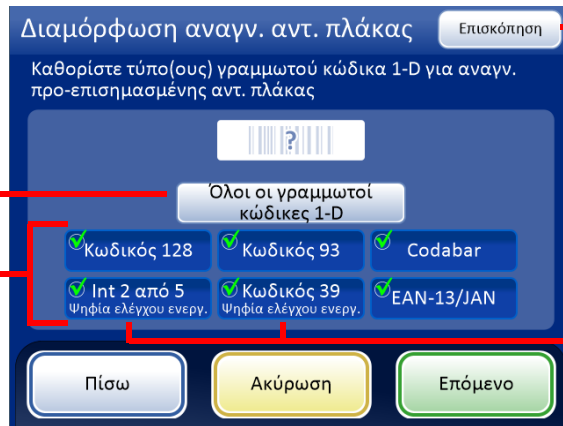 Διαμόρφωση αναγν. αντ. πλάκας
Επισκόπηση
Καθορίστε τύπο(ους) γραμμωτού κώδικα 1-D για αναγν.
προ-επισημασμένης αντ. πλάκας
?
Όλοι οι γραμμωτοί
κώδικες 1-D
Κωδικός 128
Κωδικός 93
Codabar
Int 2 από 5
Ψηφία ελέγχου ενεργ.
Κωδικός 39
Ψηφία ελέγχου ενεργ.
EAN-13/JAN
Πίσω
Ακύρωση
Επόμενο